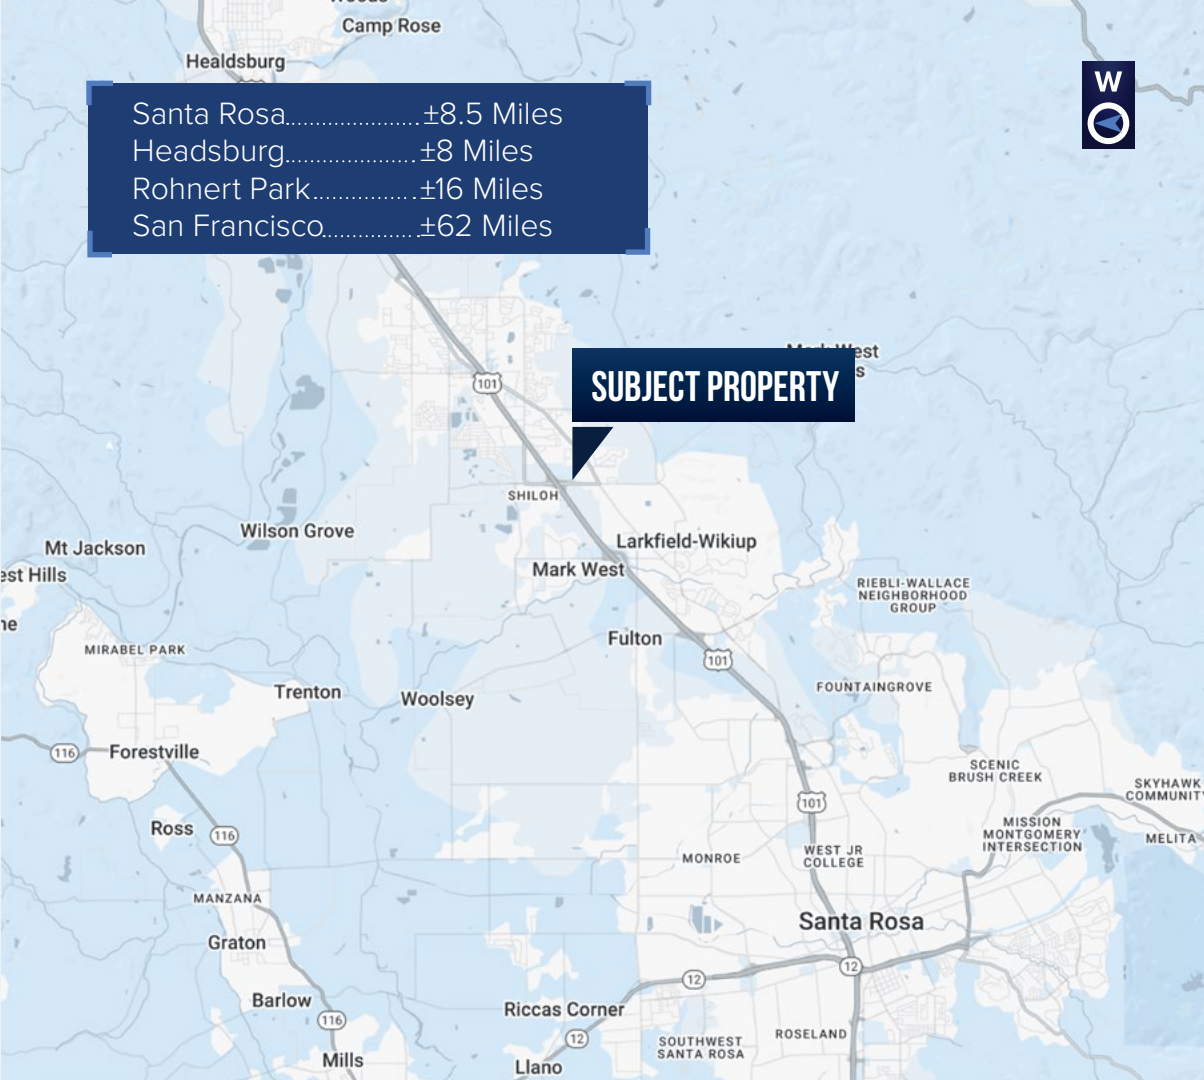 Camp Rose
Healdsburg
W
Santa Rosa......................±8.5 Miles
Headsburg......................±8 Miles
Rohnert Park.................±16 Miles
San Francisco................±62 Miles
West
SUBJECT PROPERTY
101
SHILOH
Wilson Grove
Larkfield-Wikiup
Mt Jackson
Mark West
est Hills
RIEBLI-WALLACE
NEIGHBORHOOD
GROUP
Fulton
MIRABEL PARK
101
FOUNTAINGROVE
Trenton
Woolsey
116
Forestville
SCENIC
BRUSH CREEK
SKYHAWK
COMMUNITY
101
Ross
116
MISSION
MONTGOMERY
INTERSECTION
MELITA
MONROE
WEST JR
COLLEGE
MANZANA
Santa Rosa
Graton
12
12
Barlow
Riccas Corner
116
12
SOUTHWEST
SANTA ROSA
ROSELAND
Mills
Llano